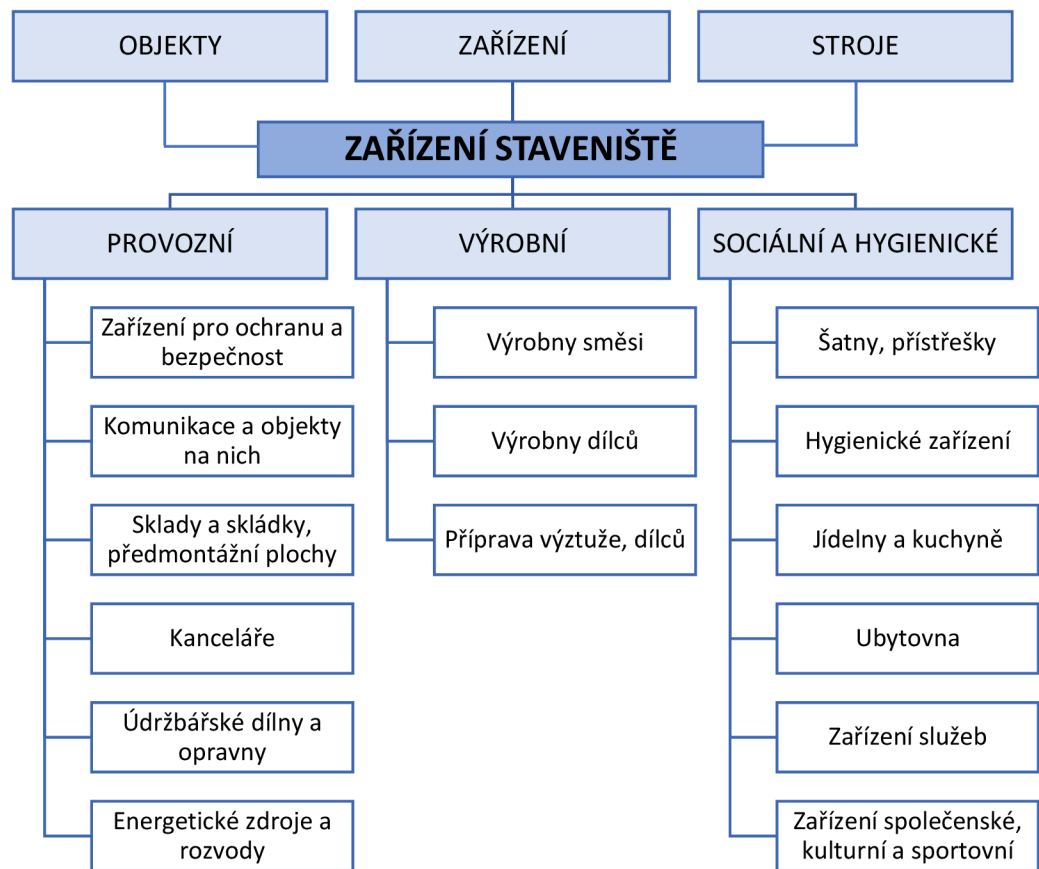 OBJEKTY
ZAŘÍZENÍ
STROJE
ZAŘÍZENÍ STAVENIŠTĚ
PROVOZNÍ
Zařízení pro ochranu a
bezpečnost
Komunikace a objekty
na nich
Sklady a skládky,
předmontážní plochy
Kanceláře
Údržbářské dílny a
opravny
Energetické zdroje a
rozvody
VÝROBNÍ
Výrobny směsi
Výrobny dílců
Příprava výztuže, dílců
SOCIÁLNÍ A HYGIENICKÉ
Šatny, přístřešky
Hygienické zařízení
Jídelny a kuchyně
Ubytovna
Zařízení služeb
Zařízení společenské,
kulturní a sportovní